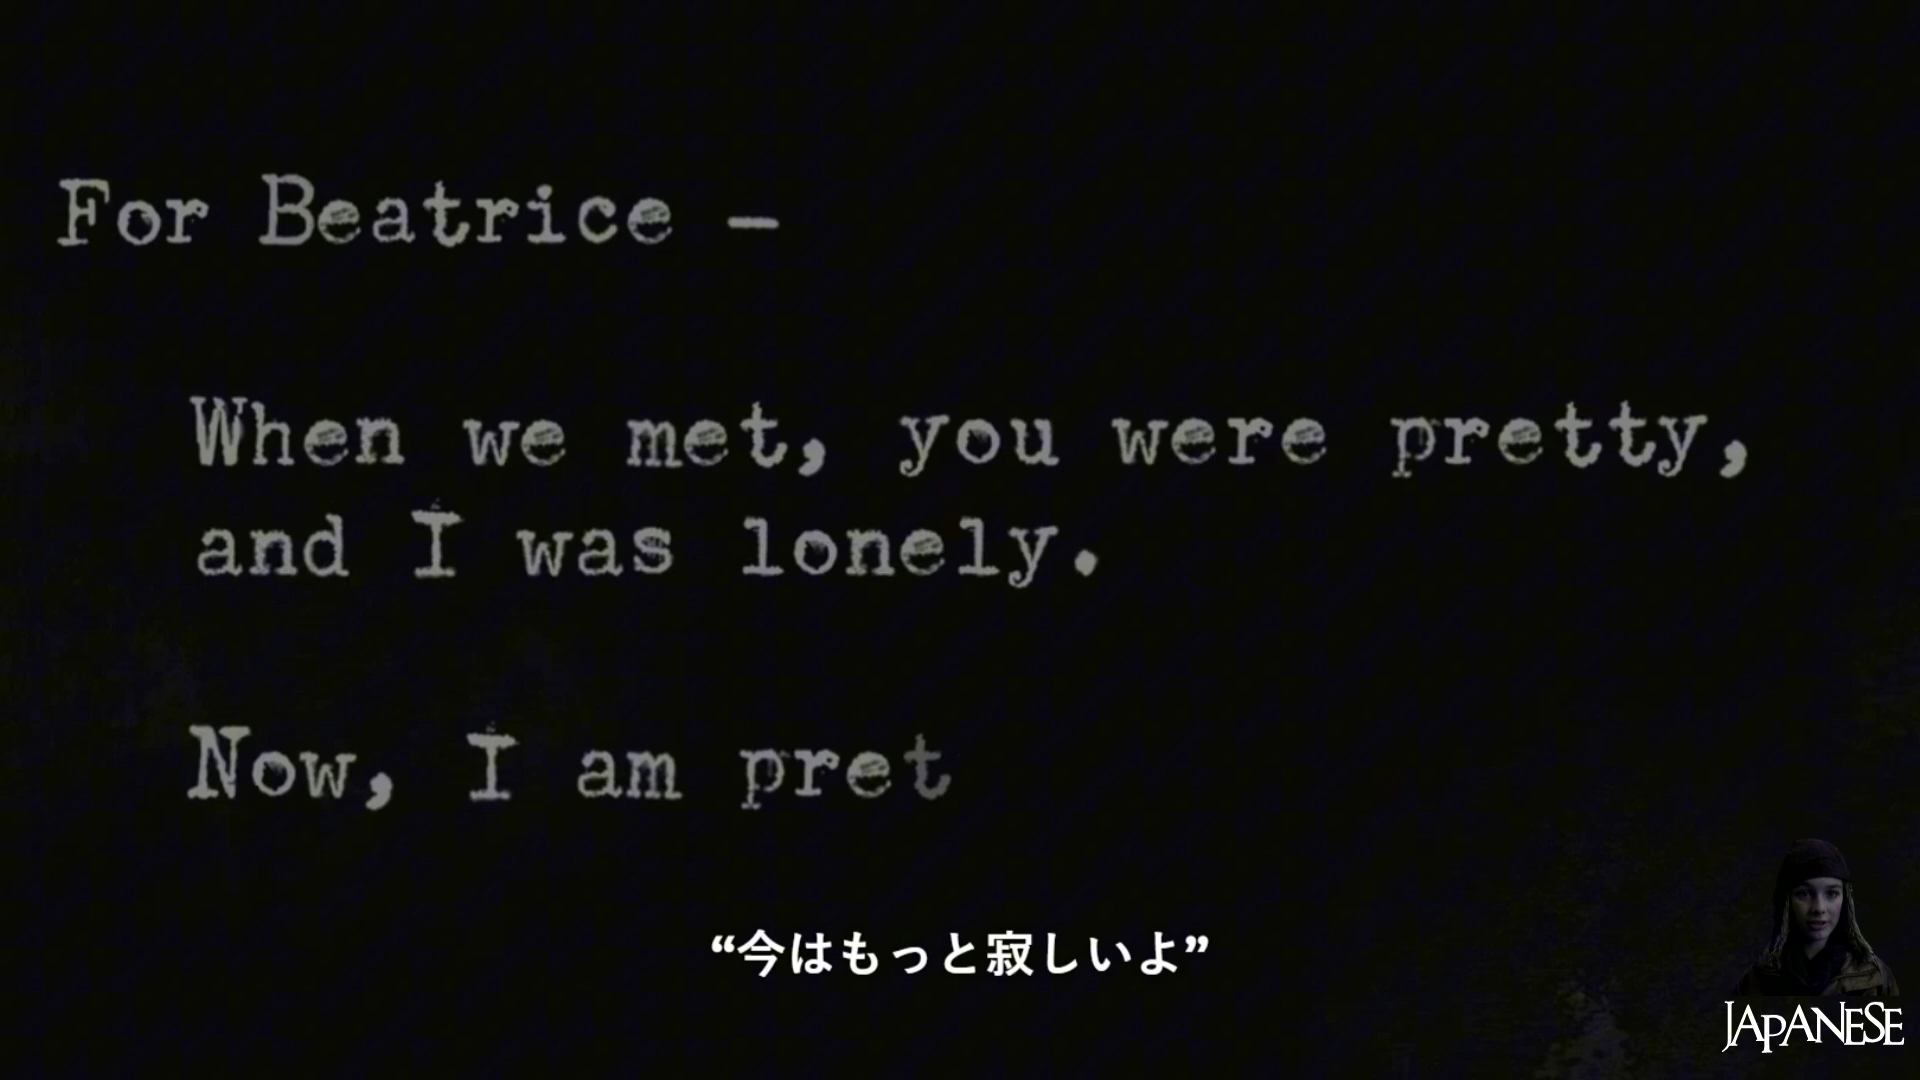 For Beatrice –
When we met, you were pretty,
and I was lonely.
Now, I am pret
“今はもっと寂しいよ”
JAPANESE